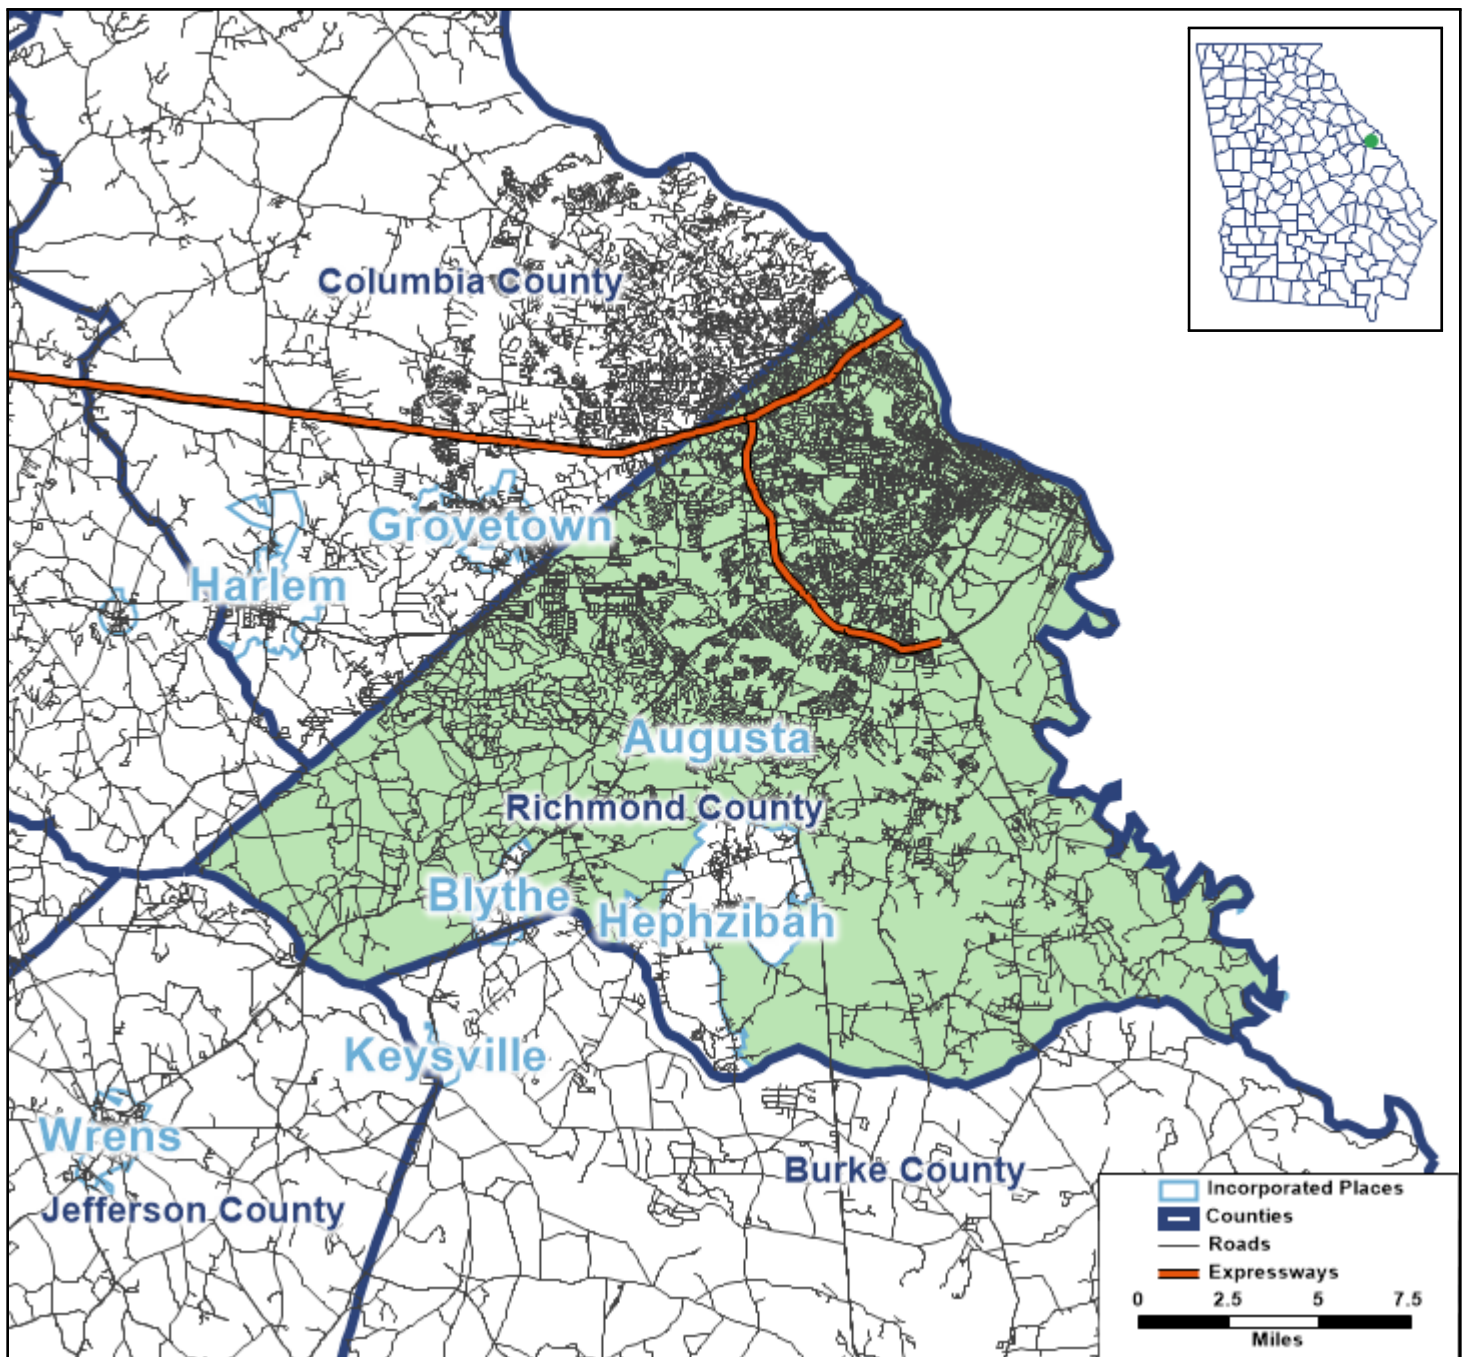 Columbia County
Grovetown
Harlem
Augusta
Richmond County
Blythe
Hephzibah
Keysville
Wrens
Burke County
Jefferson County
Incorporated Places
Counties
Roads
Expressways
0 2.5 5 7.5
Miles